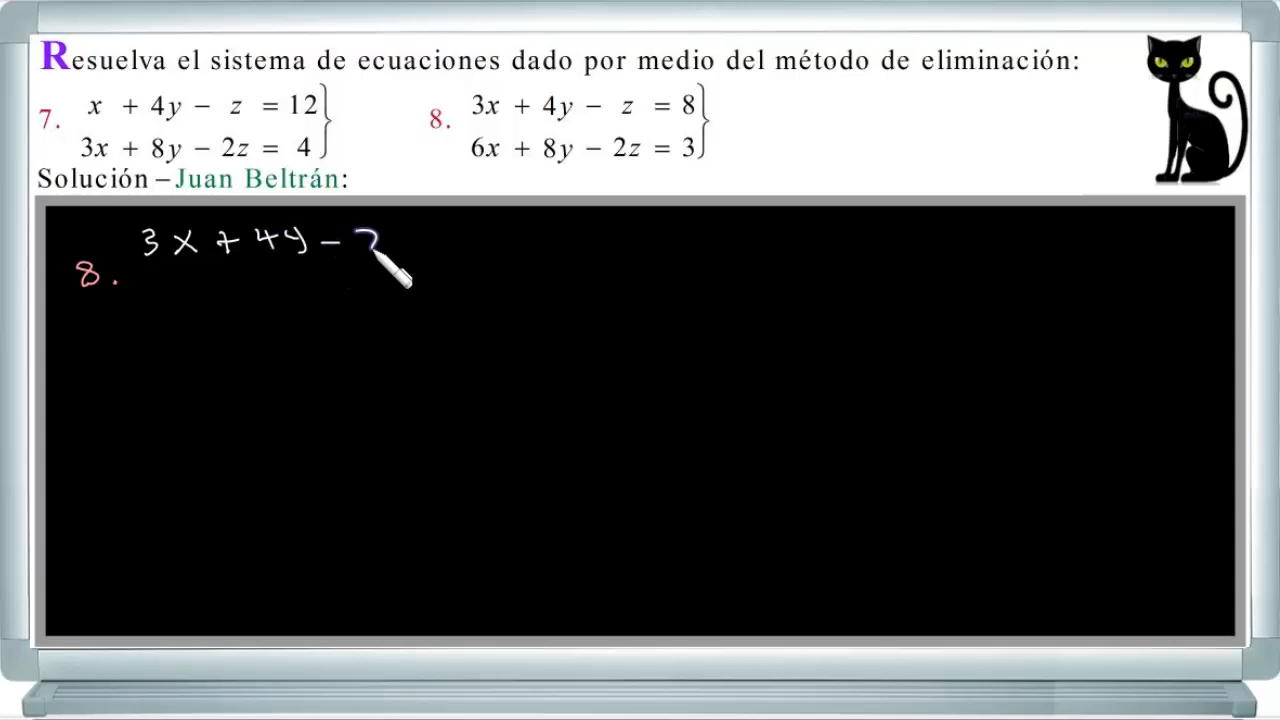 Resuelva el sistema de ecuaciones dado por medio del método de eliminación:
7. x + 4y − z = 12
3x + 8y − 2z = 4
8. 3x + 4y − z = 8
6x + 8y − 2z = 3
Solución – Juan Beltrán:
3x + 4y −
8.